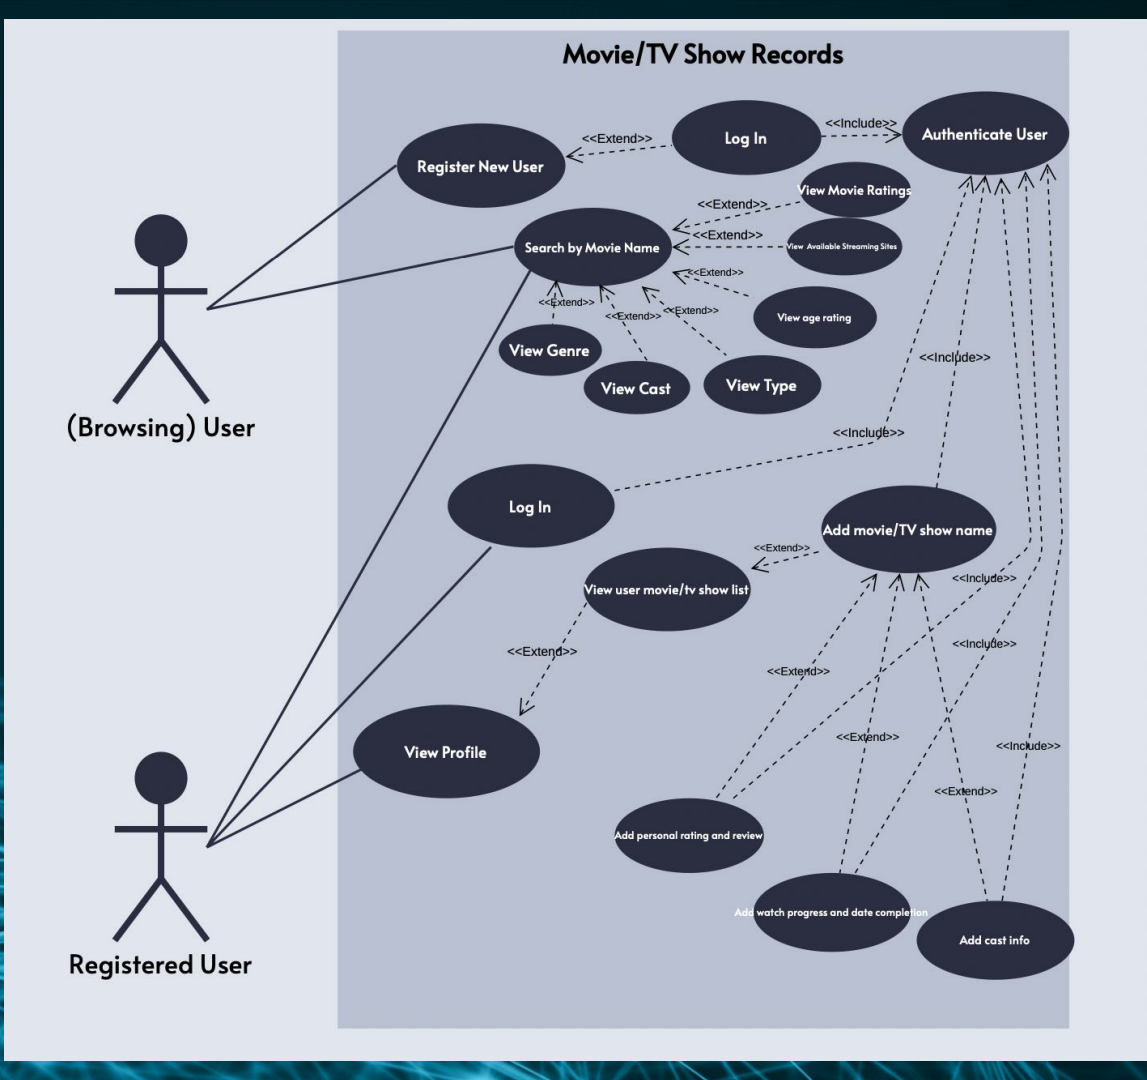 Movie/TV Show Records
<<Extend>>
Log In
<<Include>>
Authenticate User
Register New User
View Movie Ratings
<<Extend>>
<<Extend>>
View Available Streaming Sites
Search by Movie Name
<<Extend>>
<<Extend>>
<<Extend>>
<<Extend>>
View age rating
View Genre
View Cast
View Type
<<Include>>
(Browsing) User
<<Include>>
Log In
Add movie/TV show name
<<Extend>>
View user movie/tv show list
<<Include>>
<<Extend>>
<<Include>>
<<Extend>>
View Profile
<<Extend>>
<<Include>>
<<Extend>>
Add personal rating and review
Add watch progress and date completion
Add cast info
Registered User